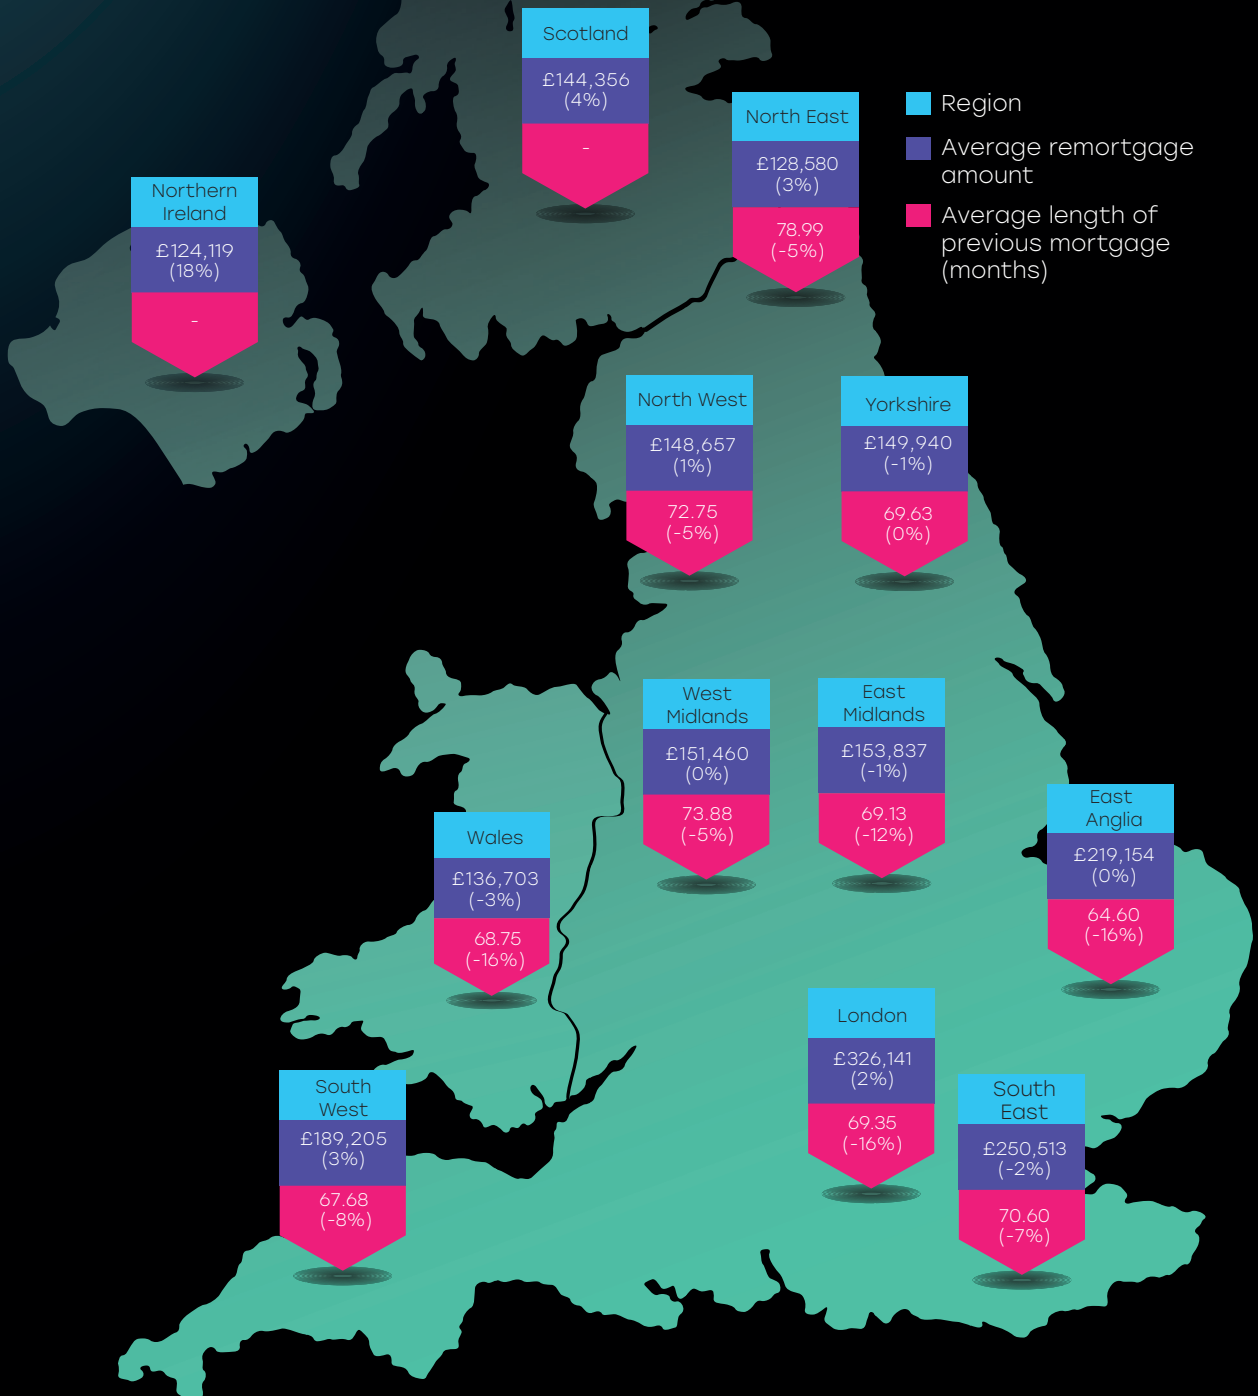 Scotland
£144,356
(4%)
-
North East
£128,580
(3%)
78.99
(-5%)
Region
Average remortgage
amount
Average length of
previous mortgage
(months)
Northern
Ireland
£124,119
(18%)
-
North West
£148,657
(1%)
72.75
(-5%)
Yorkshire
£149,940
(-1%)
69.63
(0%)
West
Midlands
£151,460
(0%)
73.88
(-5%)
East
Midlands
£153,837
(-1%)
69.13
(-12%)
East
Anglia
£219,154
(0%)
64.60
(-16%)
Wales
£136,703
(-3%)
68.75
(-16%)
London
£326,141
(2%)
69.35
(-16%)
South
West
£189,205
(3%)
67.68
(-8%)
South
East
£250,513
(-2%)
70.60
(-7%)